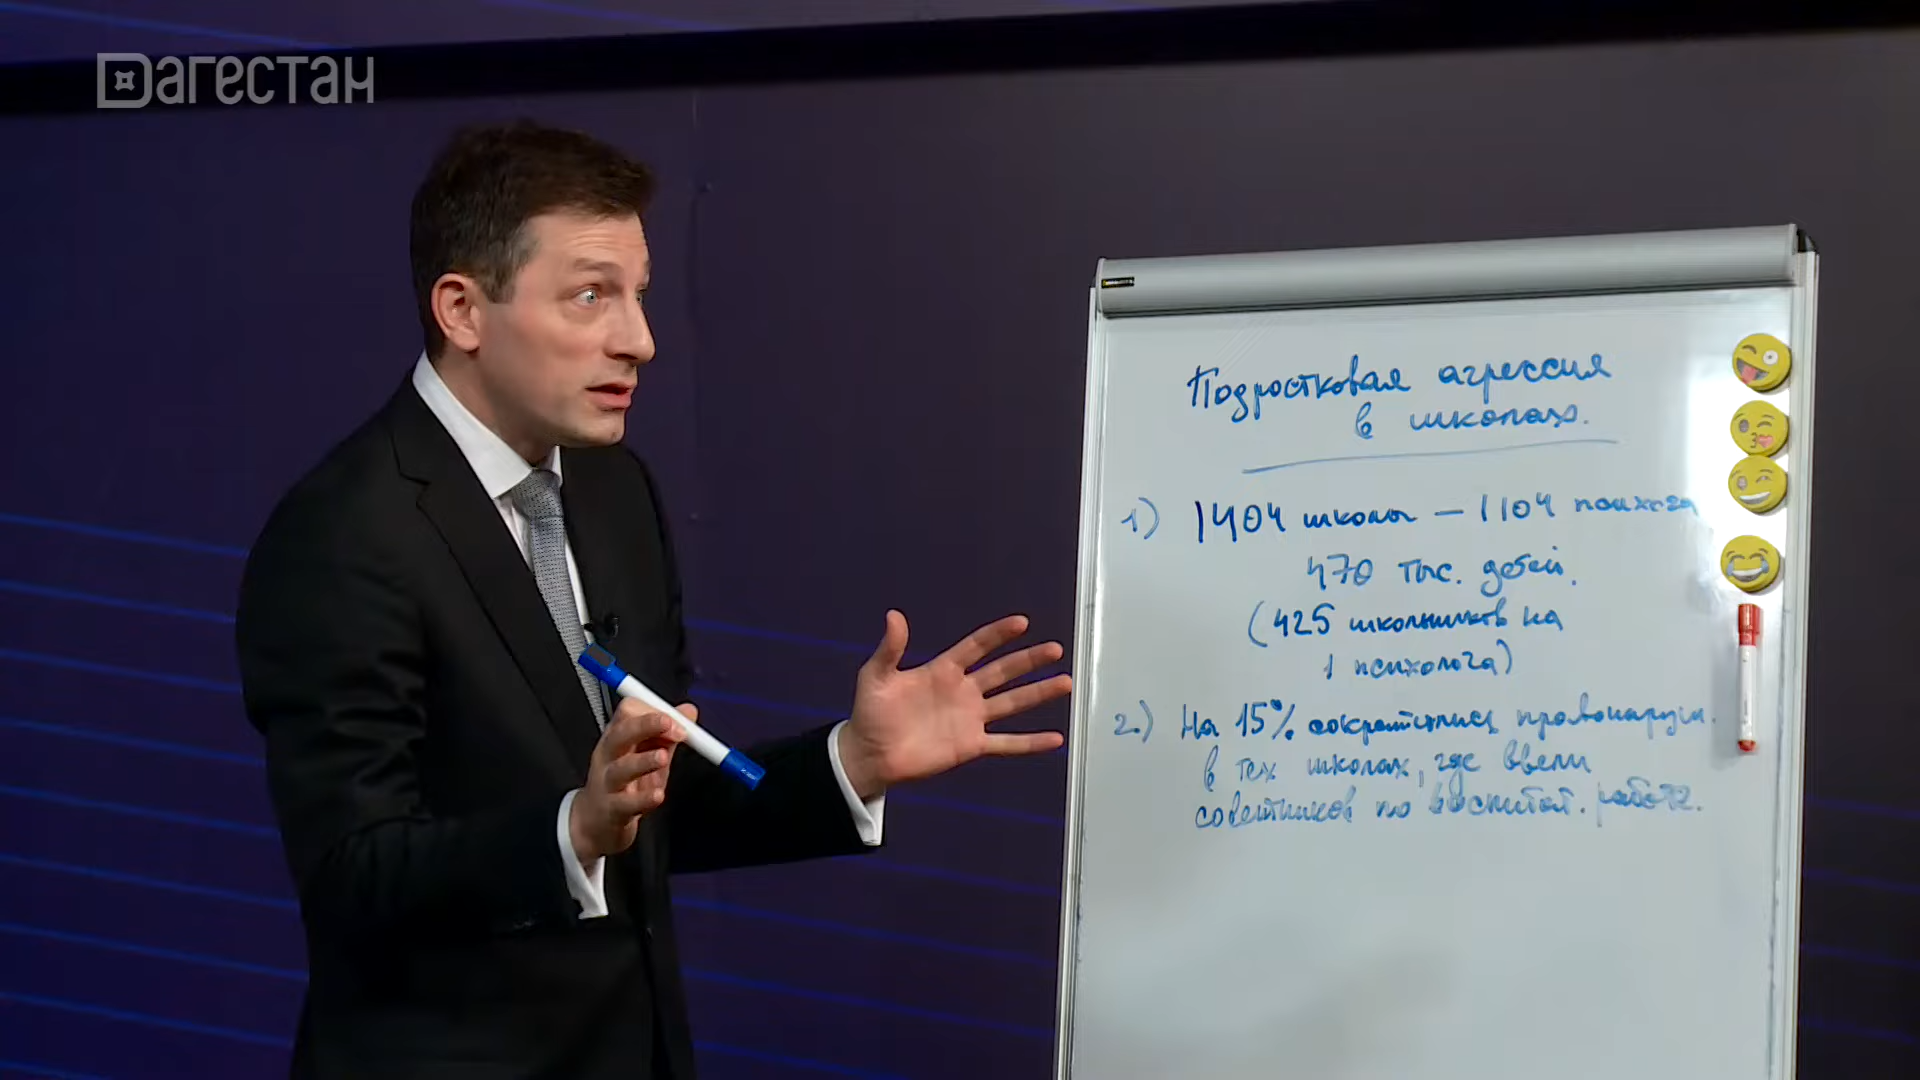 Дагестан
Подростковая агрессия
в школах.
1) 1404 школы – 1104 психолога
470 тыс. детей.
(425 школьников на
1 психолога)
2.) На 15% сократились правонаруш.
в тех школах, где ввели
советников по воспитат. работе.